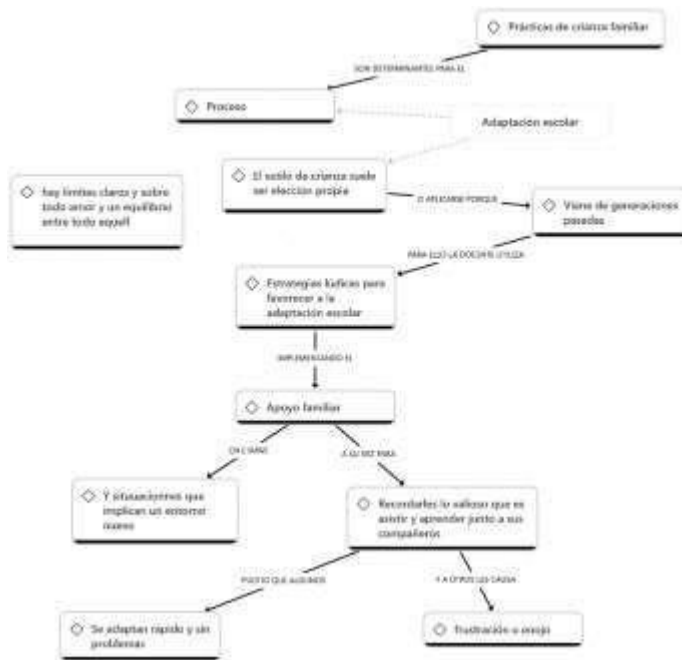 Prácticas de crianza familiar
SON DETERMINANTES PARA EL
Proceso
Adaptación escolar
El estilo de crianza suele
ser elección propia
hay limites claros y sobre
todo amor y un equilibrio
entre todo aquell
O APLICARSE PORQUE
Viene de generaciones
pasadas
PARA ELLO LA DOCENTE UTILIZA
Estrategias lúdicas para
favorecer a la
adaptación escolar
IMPLEMENTANDO EL
Apoyo familiar
A SU VEZ PARA
Y situaciones que
implican un entorno
nuevo
Recordarles lo valioso que es
asistir y aprender junto a sus
compañeros
PUESTO QUE ALGUNOS
Y A OTROS LES CAUSA
Se adaptan rápido y sin
problemas
frustración o enojo